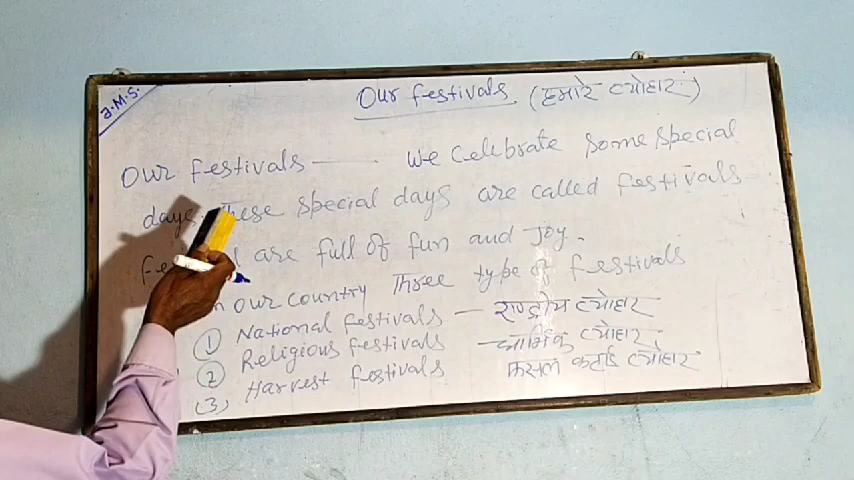 J.M.S.
Our festivals (हमारे त्योहार)
Our festivals —— We Celebrate some special
days. These special days are called festivals
are full of fun and Joy.
In our country Three type of festivals
① National festivals — राष्ट्रीय त्योहार
② Religious festivals — धार्मिक त्योहार
(3) Harvest festivals फसल कटाई त्योहार